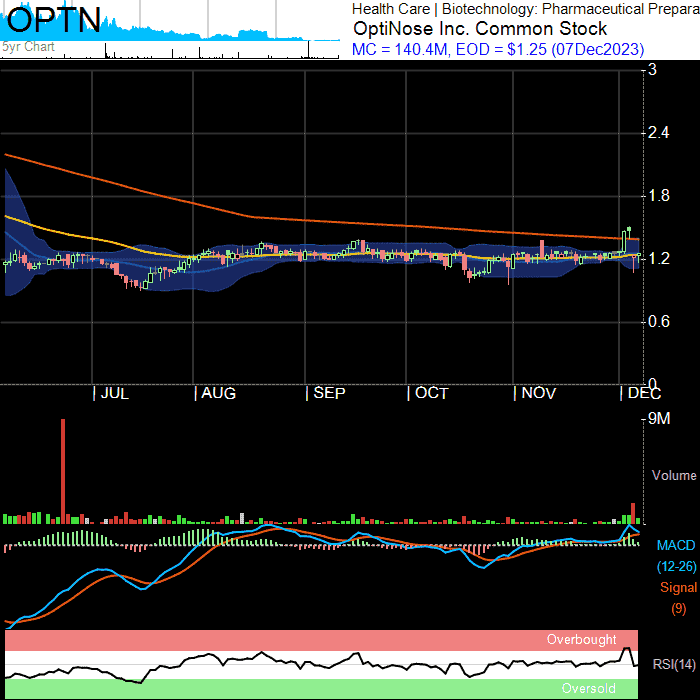 OPTN
5yr Chart
Health Care | Biotechnology: Pharmaceutical Prepara
OptiNose Inc. Common Stock
MC = 140.4M, EOD = $1.25 (07Dec2023)
3
2.4
1.8
1.2
0.6
0
| JUL
| AUG
| SEP
| OCT
| NOV
| DEC
9M
Volume
MACD
(12-26)
Signal
(9)
Overbought
RSI(14)
Oversold